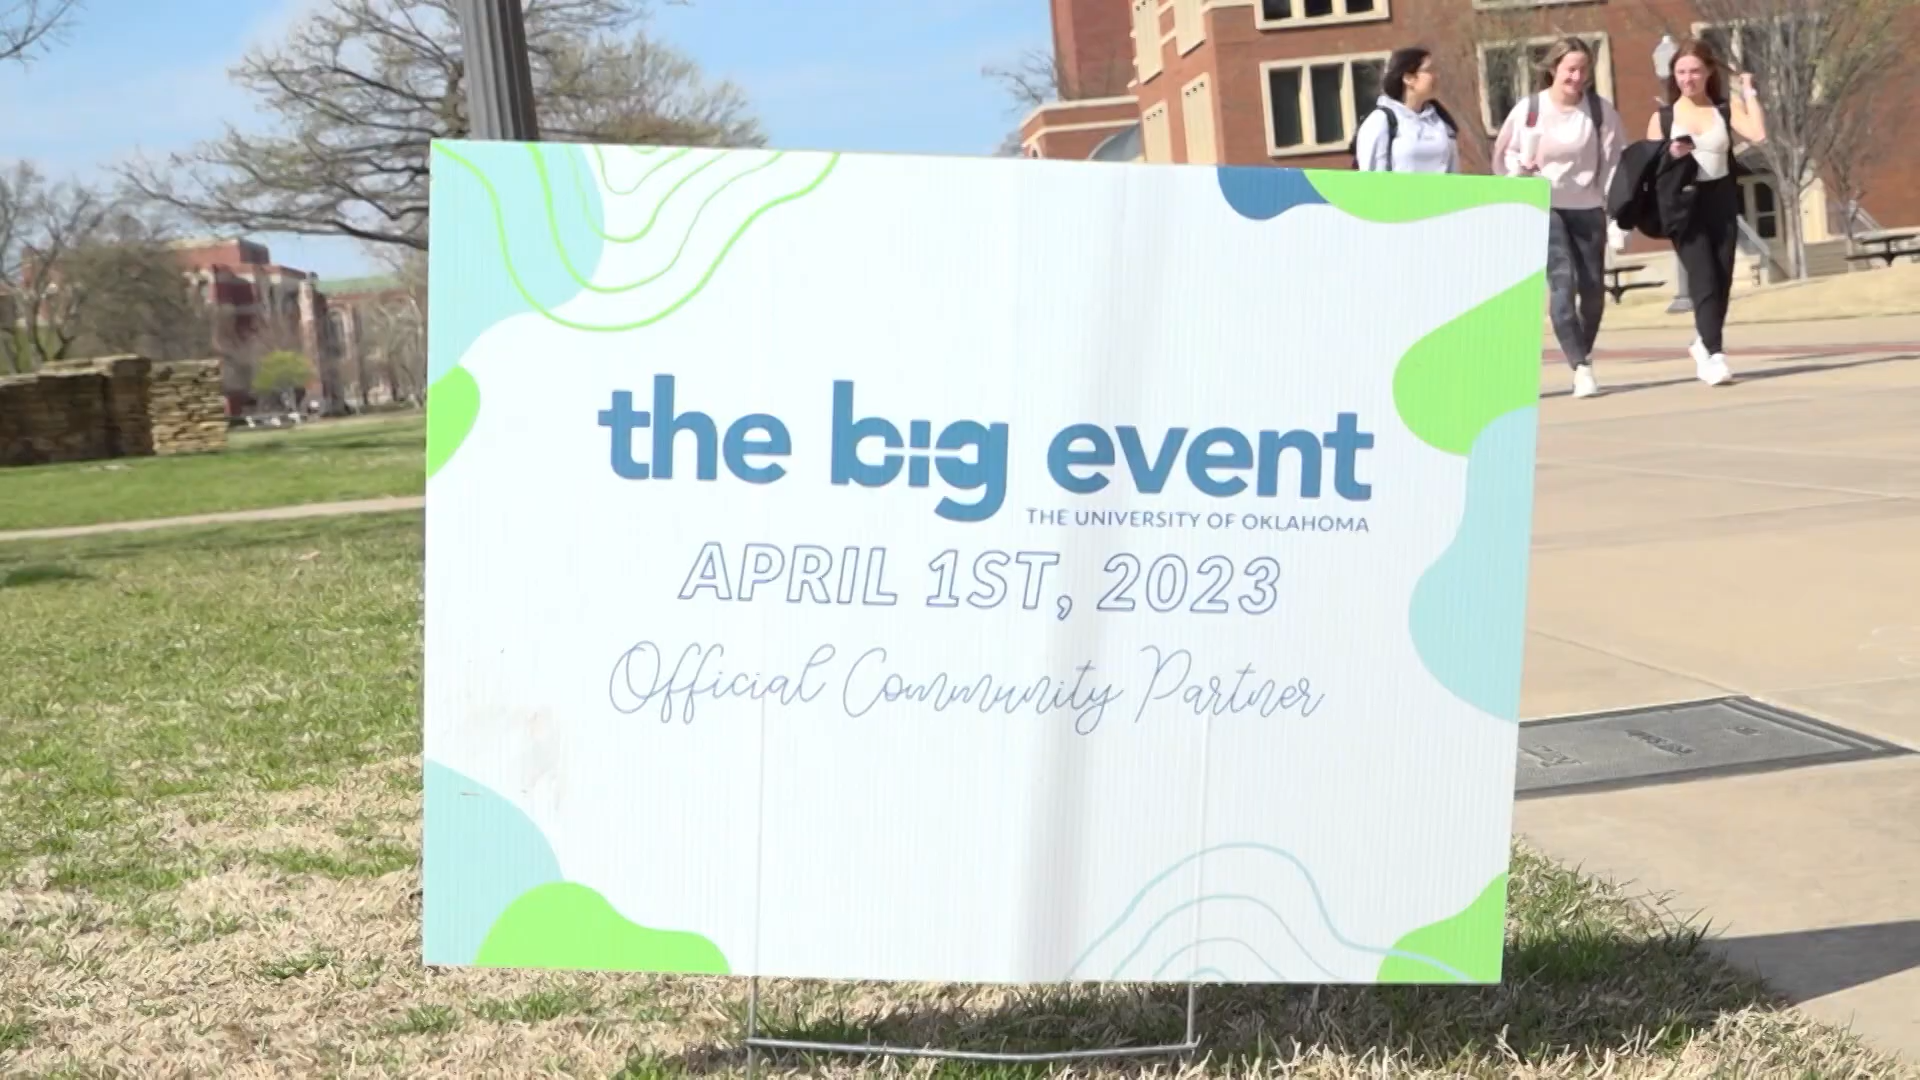 the big event
THE UNIVERSITY OF OKLAHOMA
APRIL 1ST, 2023
Official Community Partner